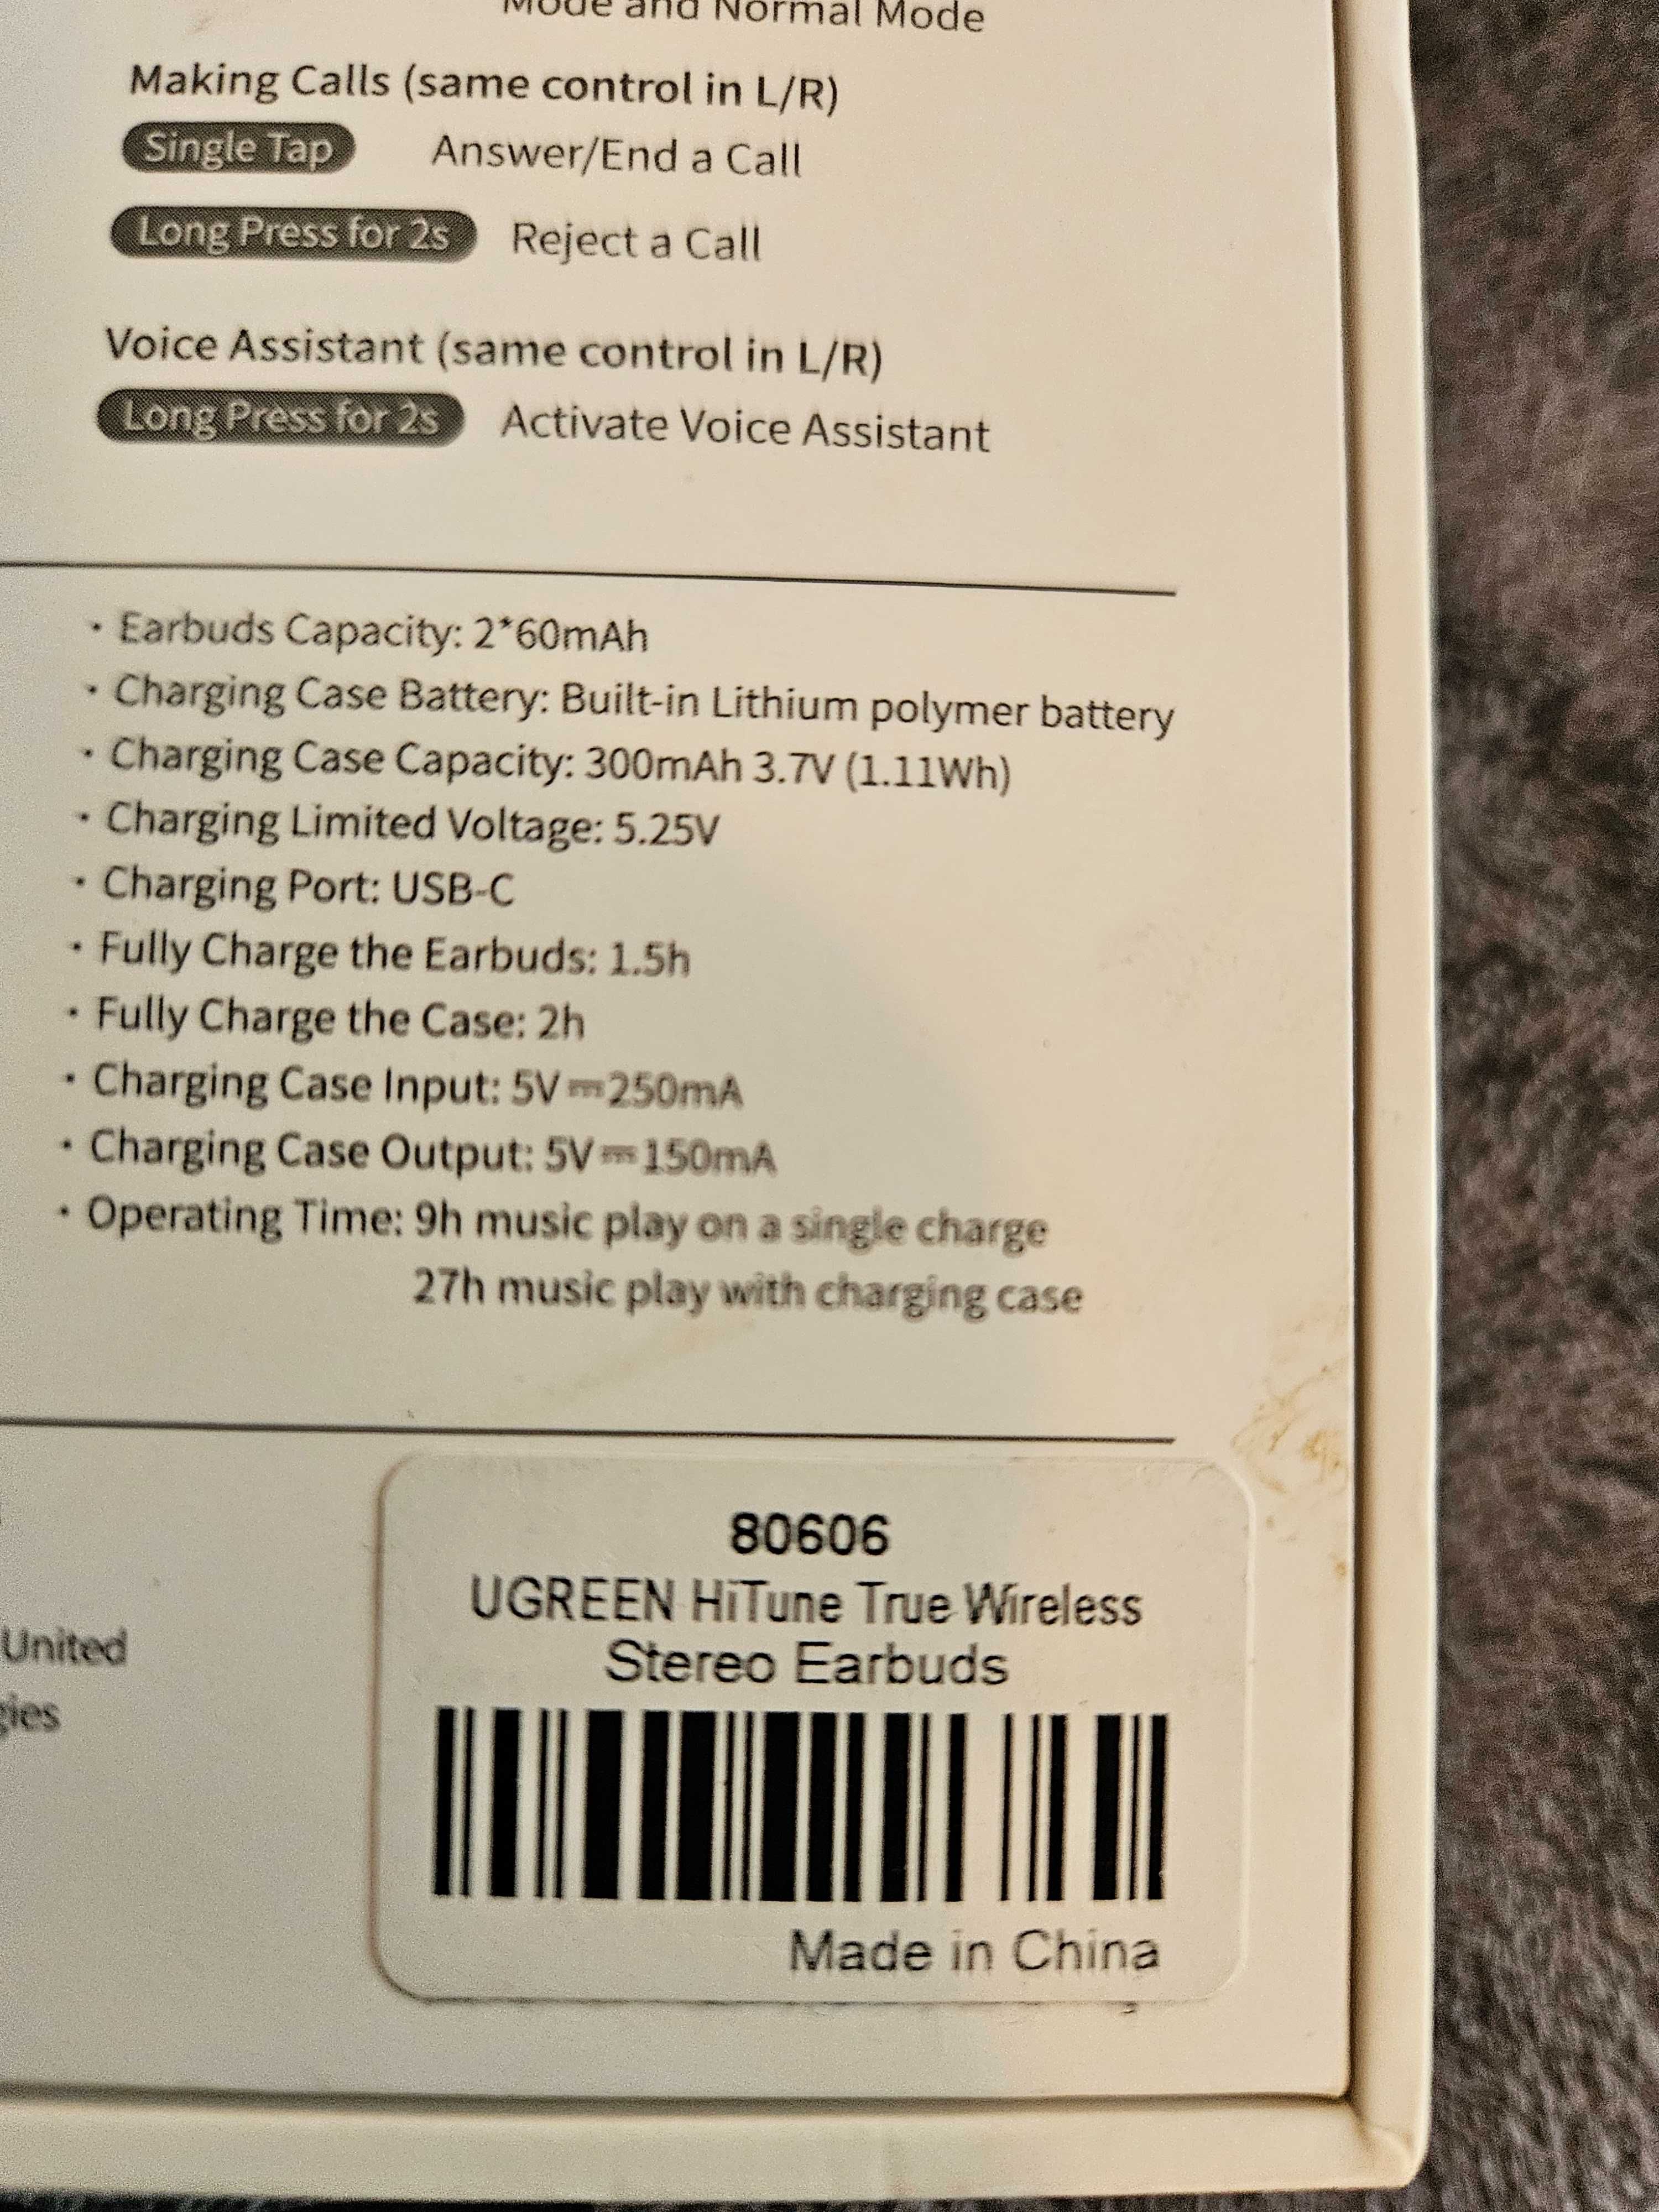 Mode and Normal Mode
Making Calls (same control in L/R)
Single Tap Answer/End a Call
Long Press for 2s Reject a Call
Voice Assistant (same control in L/R)
Long Press for 2s Activate Voice Assistant
· Earbuds Capacity: 2*60mAh
· Charging Case Battery: Built-in Lithium polymer battery
· Charging Case Capacity: 300mAh 3.7V (1.11Wh)
· Charging Limited Voltage: 5.25V
· Charging Port: USB-C
· Fully Charge the Earbuds: 1.5h
· Fully Charge the Case: 2h
· Charging Case Input: 5V⎓250mA
· Charging Case Output: 5V⎓150mA
· Operating Time: 9h music play on a single charge
27h music play with charging case
United
gies
80606
UGREEN HiTune True Wireless
Stereo Earbuds
Made in China